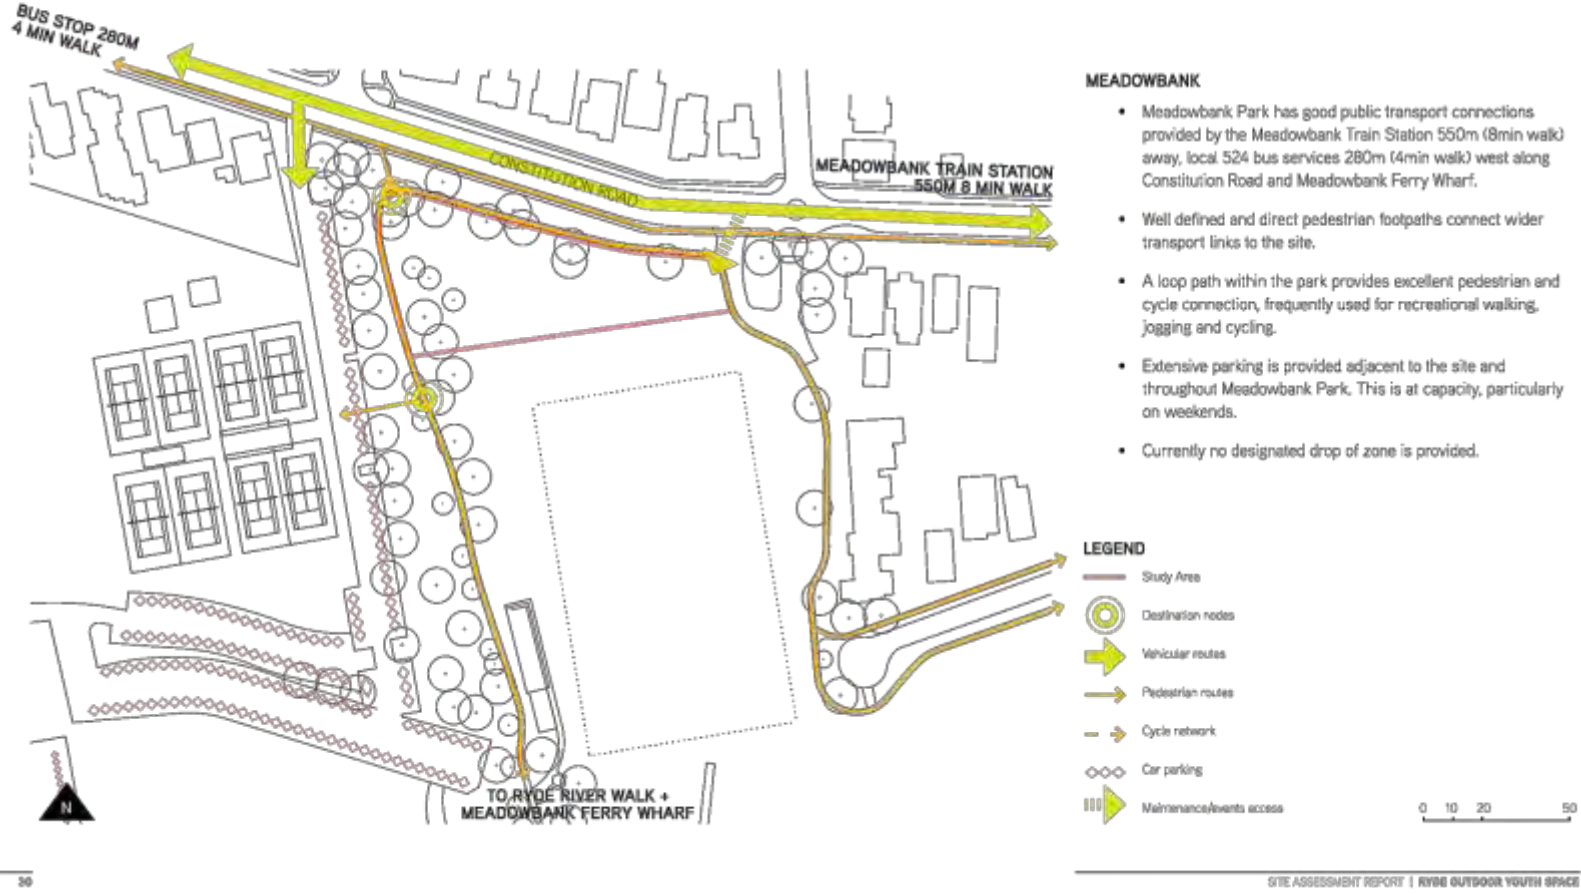 BUS STOP 280M
4 MIN WALK
CONSTITUTION ROAD
MEADOWBANK TRAIN STATION
550M 8 MIN WALK
TO RYDE RIVER WALK +
MEADOWBANK FERRY WHARF
N
MEADOWBANK
• Meadowbank Park has good public transport connections
provided by the Meadowbank Train Station 550m (8min walk)
away, local 524 bus services 280m (4min walk) west along
Constitution Road and Meadowbank Ferry Wharf.
• Well defined and direct pedestrian footpaths connect wider
transport links to the site.
• A loop path within the park provides excellent pedestrian and
cycle connection, frequently used for recreational walking,
jogging and cycling.
• Extensive parking is provided adjacent to the site and
throughout Meadowbank Park. This is at capacity, particularly
on weekends.
• Currently no designated drop of zone is provided.
LEGEND
Study Area
Destination nodes
Vehicular routes
Pedestrian routes
Cycle network
Car parking
Maintenance/events access
0 10 20 50
30
SITE ASSESSMENT REPORT | RYDE OUTDOOR YOUTH SPACE